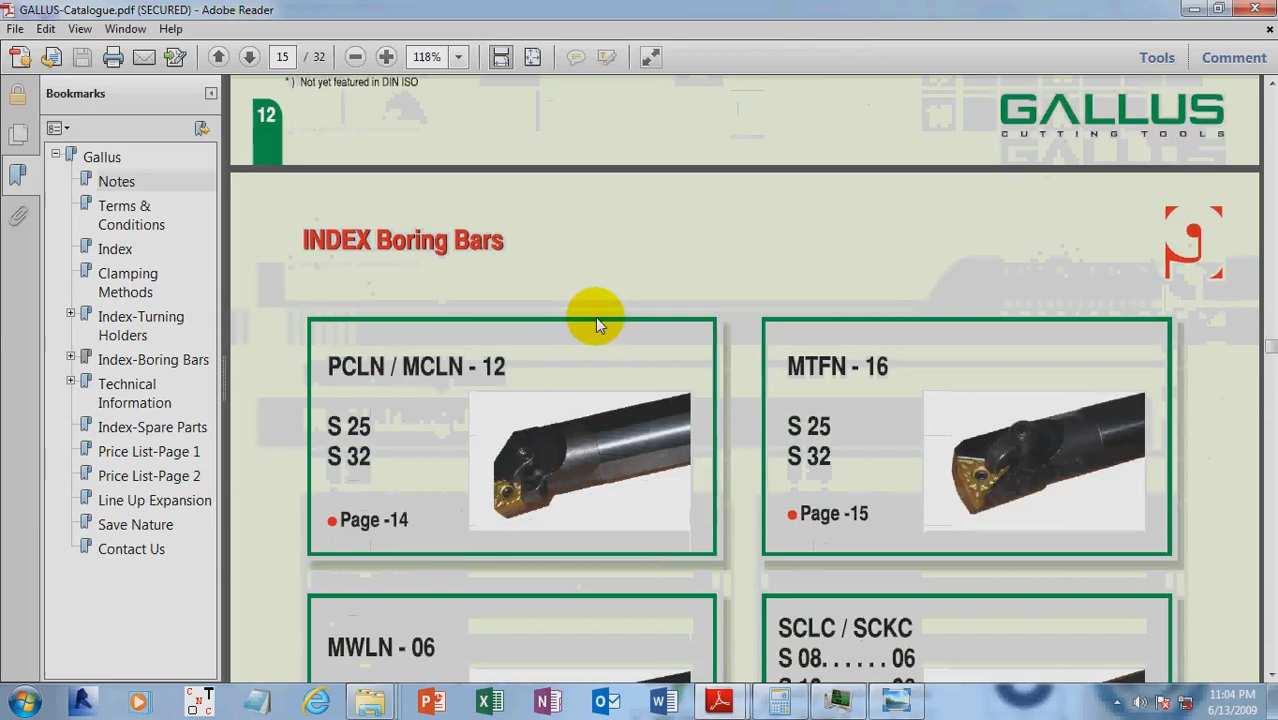 GALLUS-Catalogue.pdf (SECURED) - Adobe Reader
File Edit View Window Help
15 / 32 118% Tools Comment
Bookmarks
Gallus
Notes
Terms &
Conditions
Index
Clamping
Methods
Index-Turning
Holders
Index-Boring Bars
Technical
Information
Index-Spare Parts
Price List-Page 1
Price List-Page 2
Line Up Expansion
Save Nature
Contact Us
* ) Not yet featured in DIN ISO
12
GALLUS
CUTTING TOOLS
INDEX Boring Bars
PCLN / MCLN - 12
S 25
S 32
Page -14
MTFN - 16
S 25
S 32
Page -15
MWLN - 06
SCLC / SCKC
S 08. . . . . . 06
CNC
T
11:04 PM
6/13/2009